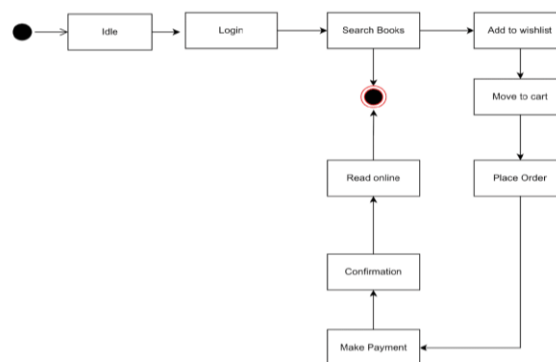 Idle
Login
Search Books
Add to wishlist
Move to cart
Read online
Place Order
Confirmation
Make Payment